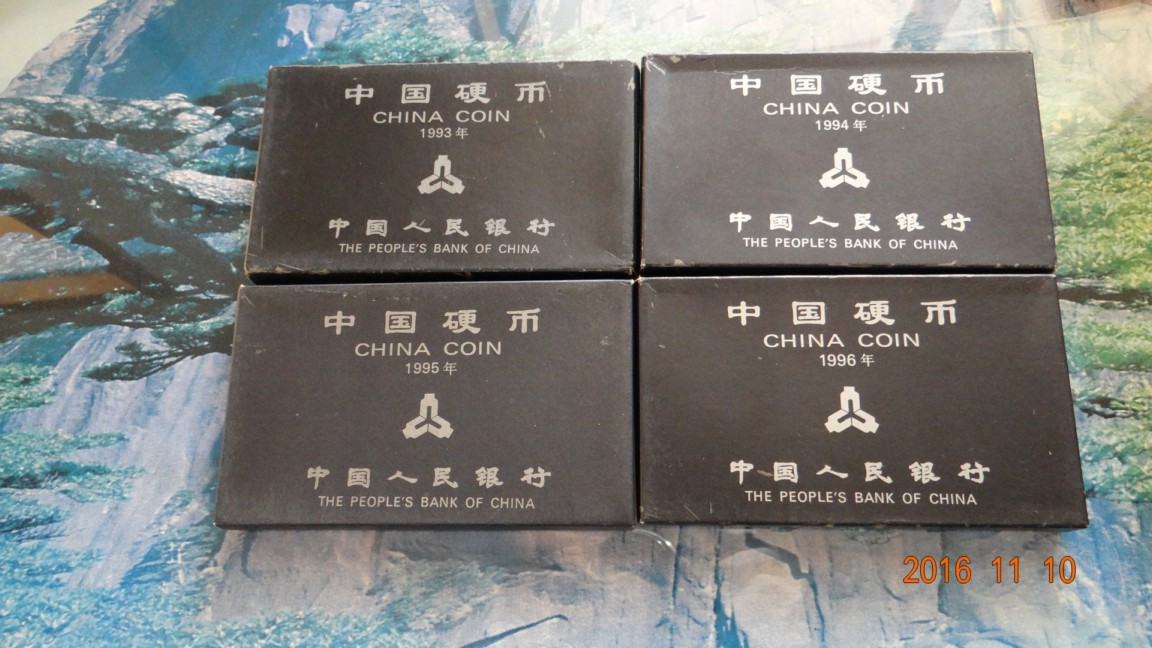 中国硬币
CHINA COIN
1993年
中国人民银行
THE PEOPLE'S BANK OF CHINA
中国硬币
CHINA COIN
1994年
中国人民银行
THE PEOPLE'S BANK OF CHINA
中国硬币
CHINA COIN
1995年
中国人民银行
THE PEOPLE'S BANK OF CHINA
中国硬币
CHINA COIN
1996年
中国人民银行
THE PEOPLE'S BANK OF CHINA
2016 11 10